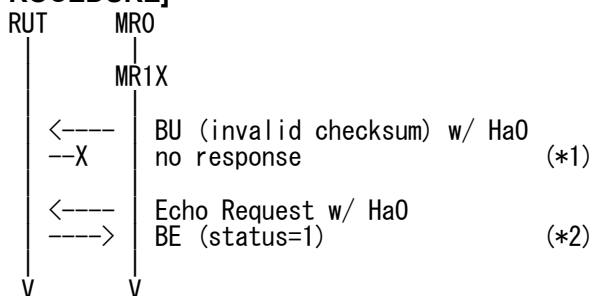 ROCEDURE]
RUT MR0
MR1X
<---- BU (invalid checksum) w/ HaO
--X no response (*1)
<---- Echo Request w/ HaO
----> BE (status=1) (*2)
V V